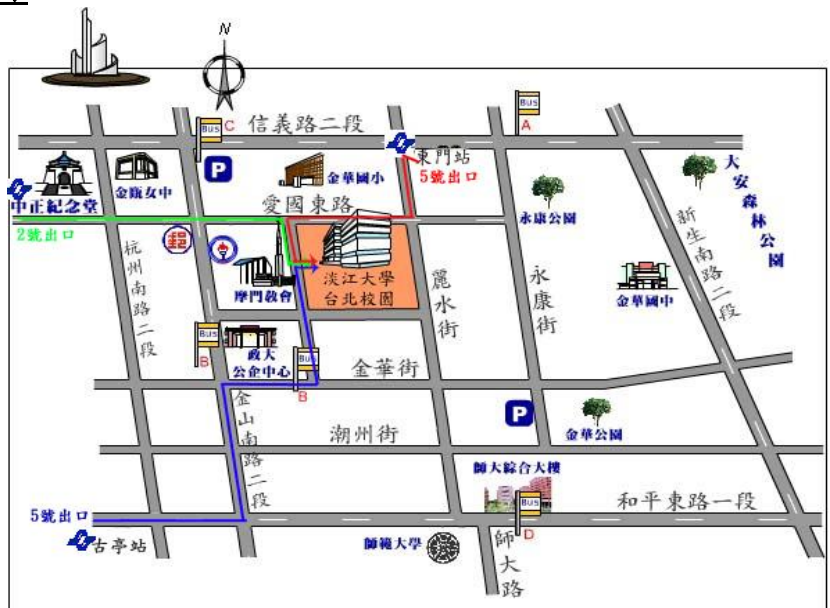 N
Bus
A
Bus
C
信義路二段
P
東門站
5號出口
金華國小
金甌女中
中正紀念堂
2號出口
愛國東路
永康公園
大安森林公園
新生南路二段
郵
杭州南路二段
摩門教會
淡江大學
台北校園
麗水街
永康街
金華國中
Bus
B
政大
公企中心
Bus
B
金華街
金山南路二段
潮州街
P
金華公園
師大綜合大樓
Bus
D
和平東路一段
5號出口
古亭站
師範大學
師大路